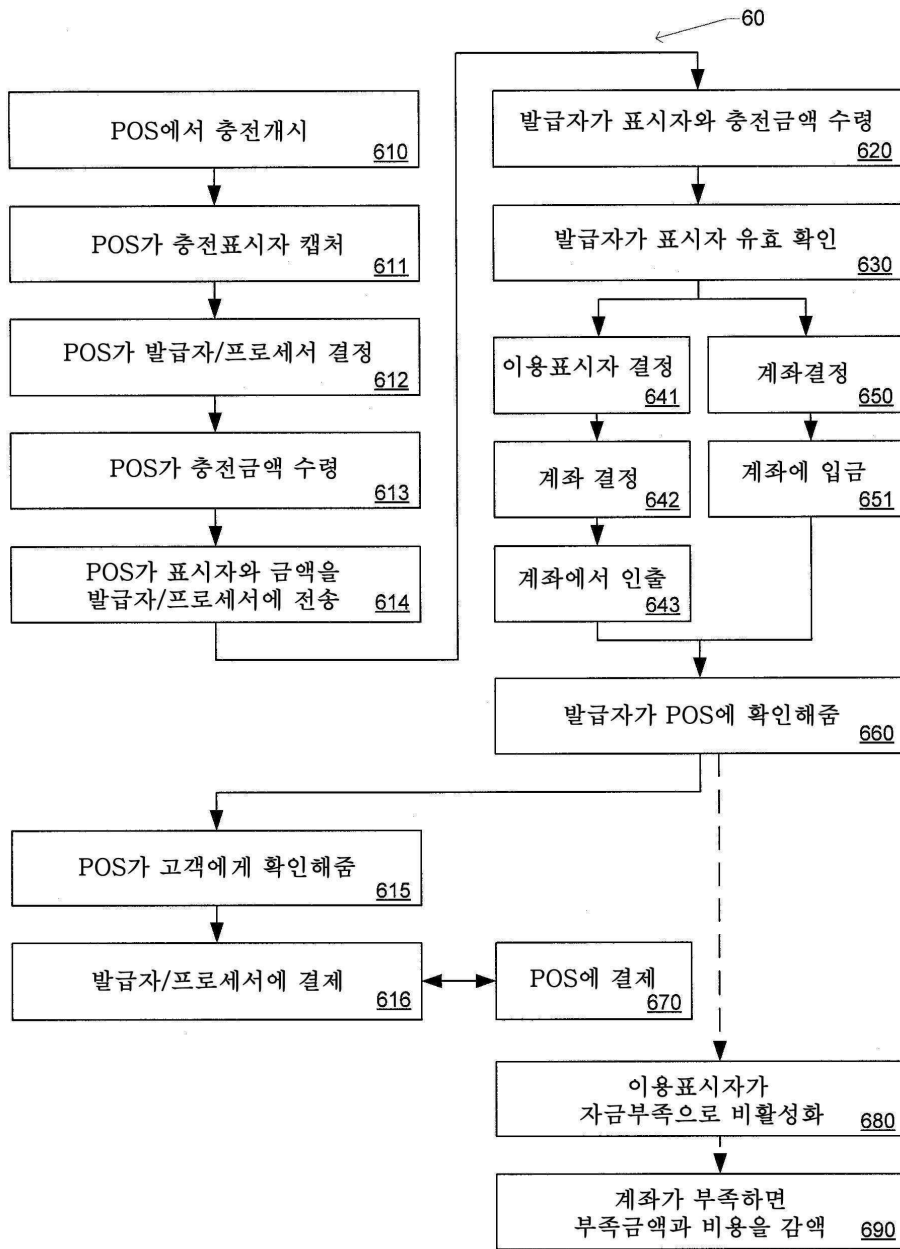 60
POS에서 충전개시
610
POS가 충전표시자 캡처
611
POS가 발급자/프로세서 결정
612
POS가 충전금액 수령
613
POS가 표시자와 금액을
발급자/프로세서에 전송
614
발급자가 표시자와 충전금액 수령
620
발급자가 표시자 유효 확인
630
이용표시자 결정
641
계좌 결정
642
계좌에서 인출
643
계좌결정
650
계좌에 입금
651
발급자가 POS에 확인해줌
660
POS가 고객에게 확인해줌
615
발급자/프로세서에 결제
616
POS에 결제
670
이용표시자가
자금부족으로 비활성화
680
계좌가 부족하면
부족금액과 비용을 감액
690